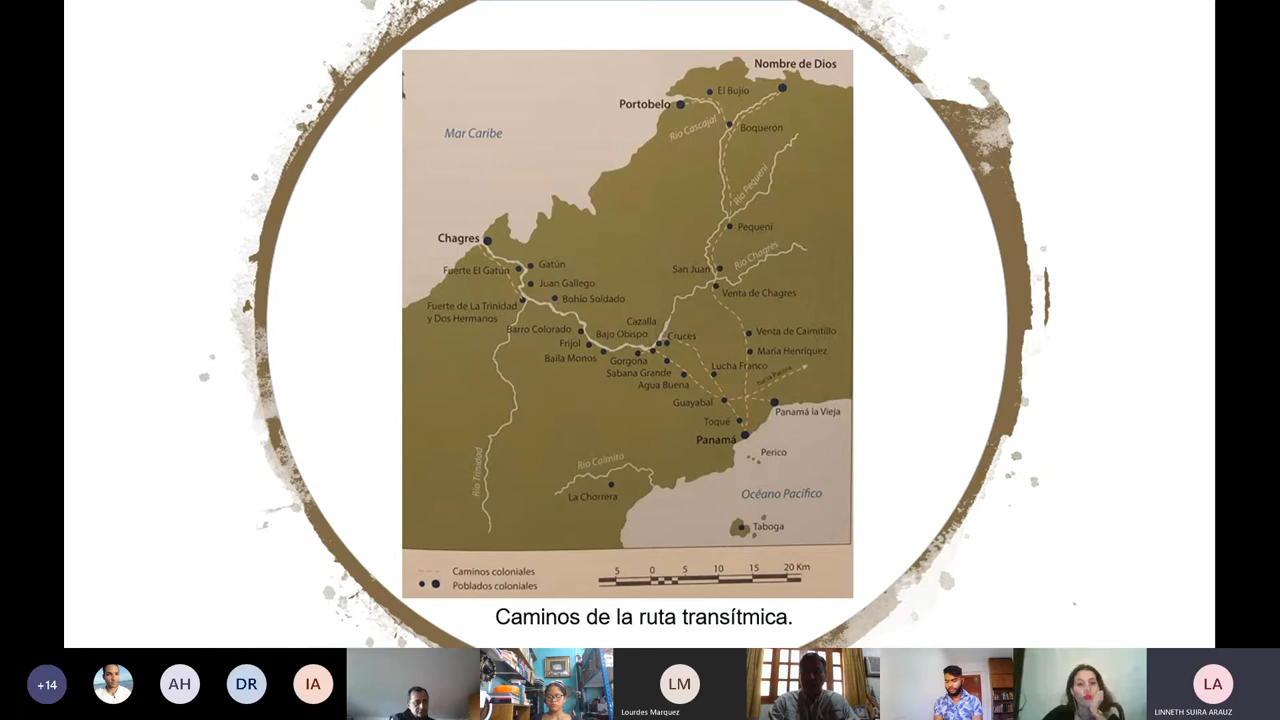 Nombre de Dios
El Bujío
Portobelo
Río Cascajal
Boquerón
Mar Caribe
Río Pequení
Pequení
Chagres
Río Chagres
Gatún
San Juan
Fuerte El Gatún
Juan Gallego
Venta de Chagres
Bohío Soldado
Fuerte de La Trinidad
y Dos Hermanos
Cazalla
Barro Colorado
Bajo Obispo
Cruces
Venta de Caimitillo
Frijol
María Henríquez
Baila Monos
Gorgona
Lucha Franco
Sabana Grande
hacia Pacora
Agua Buena
Guayabal
Panamá la Vieja
Toqué
Panamá
Perico
Río Trinidad
Río Caimito
La Chorrera
Océano Pacífico
Taboga
Caminos coloniales
Poblados coloniales
5 0 5 10 15 20 Km
Caminos de la ruta transítmica.
+14
AH
DR
IA
LM
Lourdes Marquez
LA
LINNETH SUIRA ARAUZ